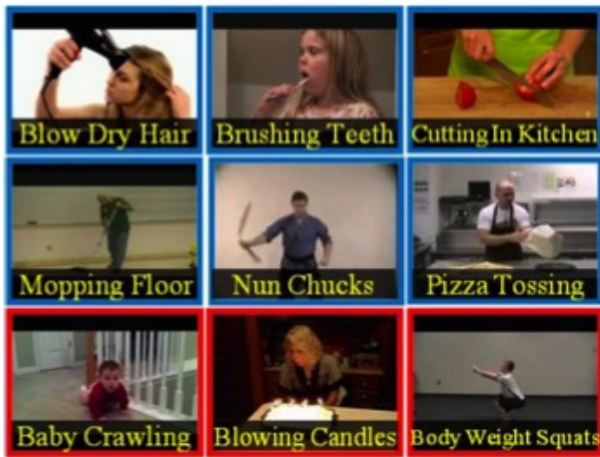 Blow Dry Hair
Brushing Teeth
Cutting In Kitchen
Mopping Floor
Nun Chucks
Pizza Tossing
Baby Crawling
Blowing Candles
Body Weight Squats